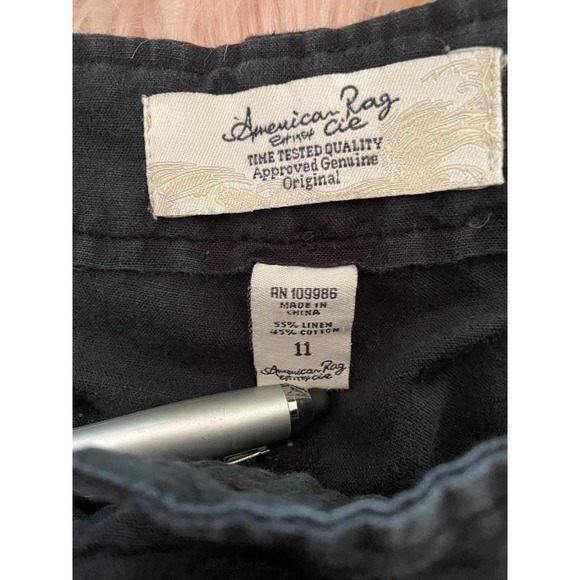 American Rag
Cie
TIME TESTED QUALITY
Approved Genuine
Original
RN 109986
MADE IN
CHINA
55% LINEN
45% COTTON
11
American Rag
Cie